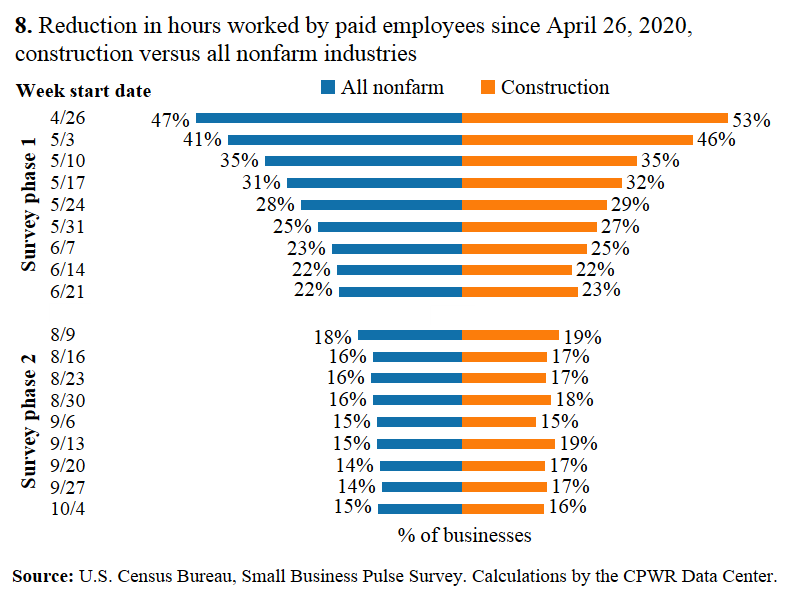 8. Reduction in hours worked by paid employees since April 26, 2020,
construction versus all nonfarm industries
Week start date
All nonfarm Construction
Survey phase 1
4/26 47% 53%
5/3 41% 46%
5/10 35% 35%
5/17 31% 32%
5/24 28% 29%
5/31 25% 27%
6/7 23% 25%
6/14 22% 22%
6/21 22% 23%
Survey phase 2
8/9 18% 19%
8/16 16% 17%
8/23 16% 17%
8/30 16% 18%
9/6 15% 15%
9/13 15% 19%
9/20 14% 17%
9/27 14% 17%
10/4 15% 16%
% of businesses
Source: U.S. Census Bureau, Small Business Pulse Survey. Calculations by the CPWR Data Center.